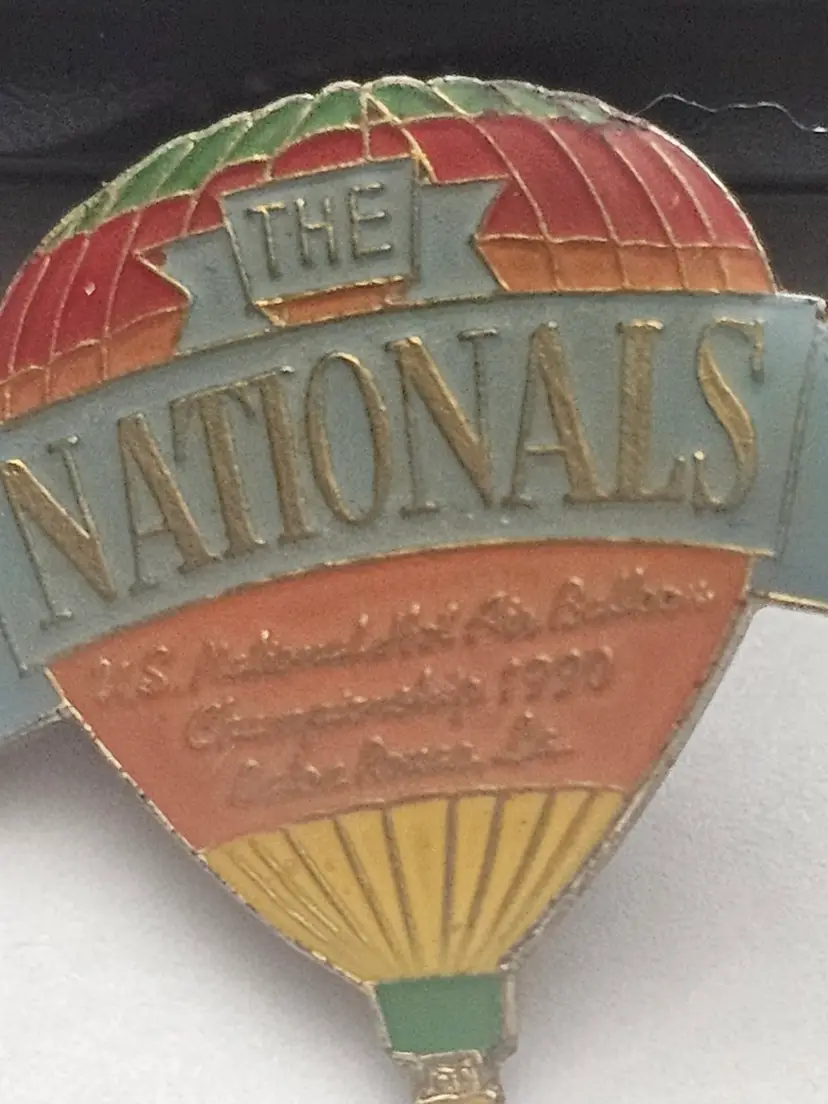 THE
NATIONALS
U.S. National Hot Air Balloon
Championship 1990
Baton Rouge, La.